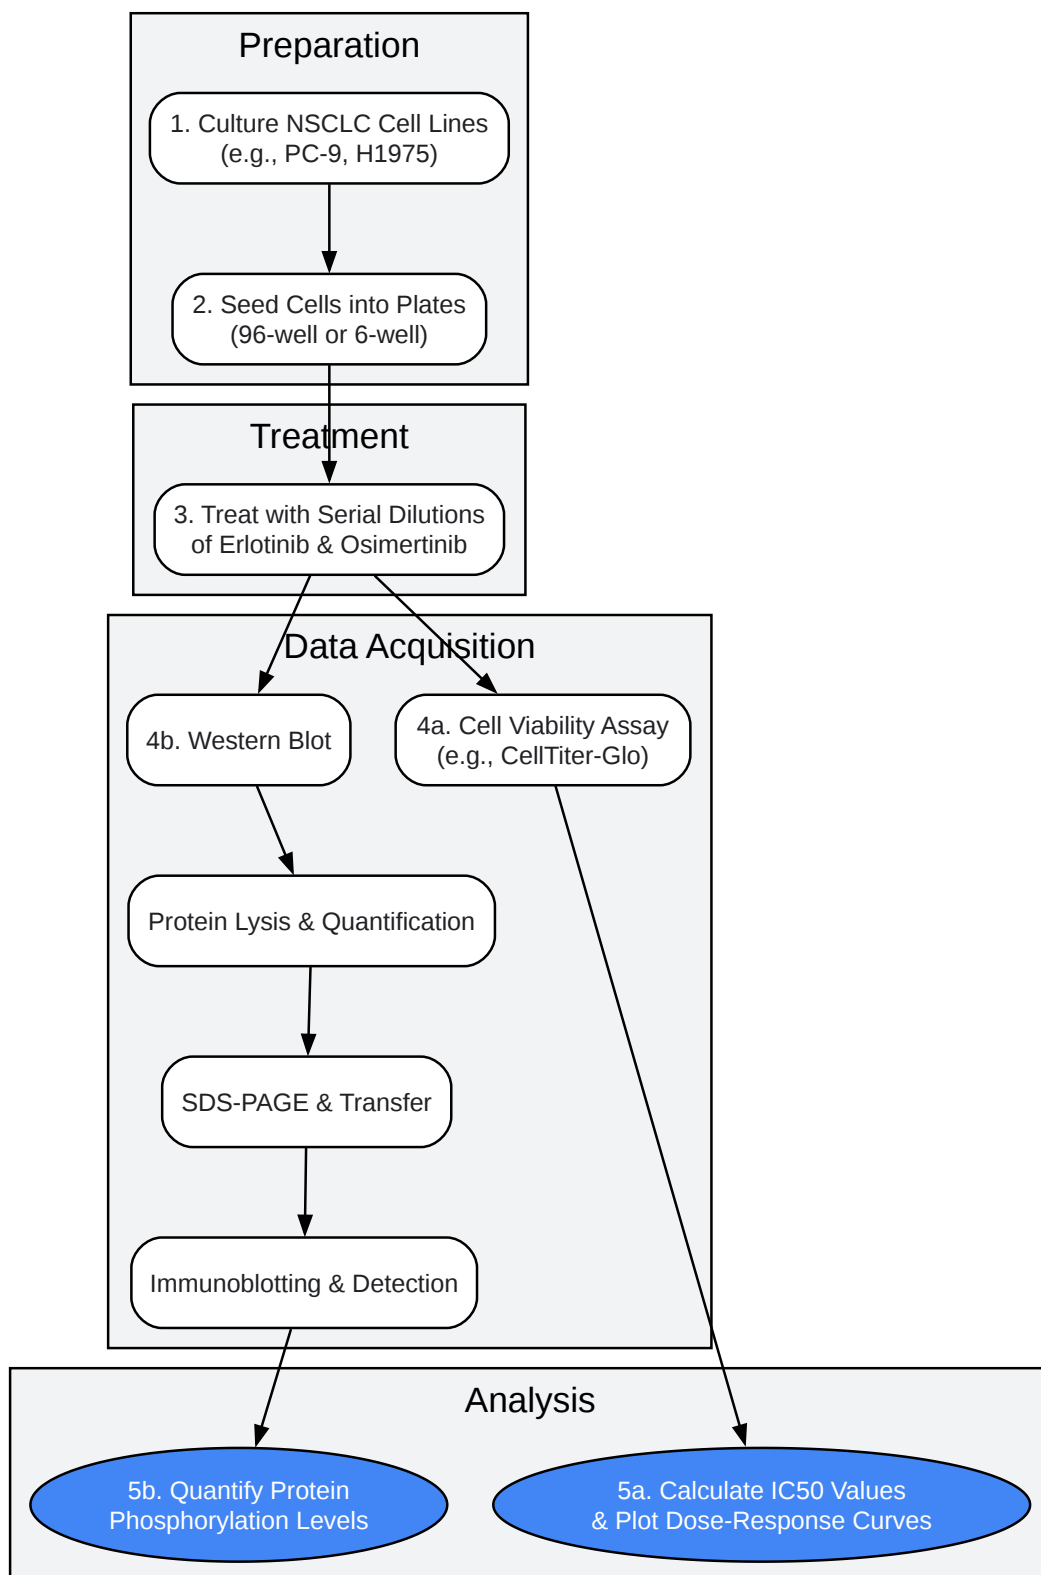 Preparation
1. Culture NSCLC Cell Lines
(e.g., PC-9, H1975)
2. Seed Cells into Plates
(96-well or 6-well)
Treatment
3. Treat with Serial Dilutions
of Erlotinib & Osimertinib
Data Acquisition
4b. Western Blot
4a. Cell Viability Assay
(e.g., CellTiter-Glo)
Protein Lysis & Quantification
SDS-PAGE & Transfer
Immunoblotting & Detection
Analysis
5b. Quantify Protein
Phosphorylation Levels
5a. Calculate IC50 Values
& Plot Dose-Response Curves